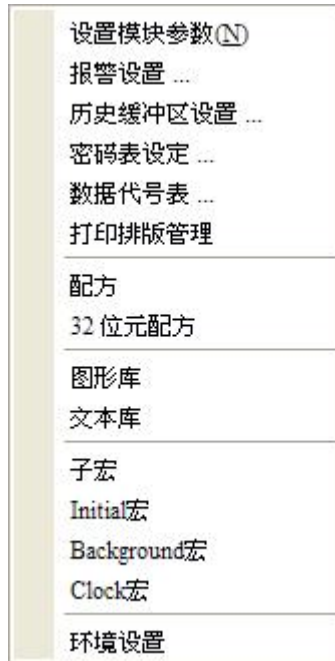 设置模块参数(N)
报警设置 ...
历史缓冲区设置 ...
密码表设定 ...
数据代号表 ...
打印排版管理
配方
32 位元配方
图形库
文本库
子宏
Initial宏
Background宏
Clock宏
环境设置